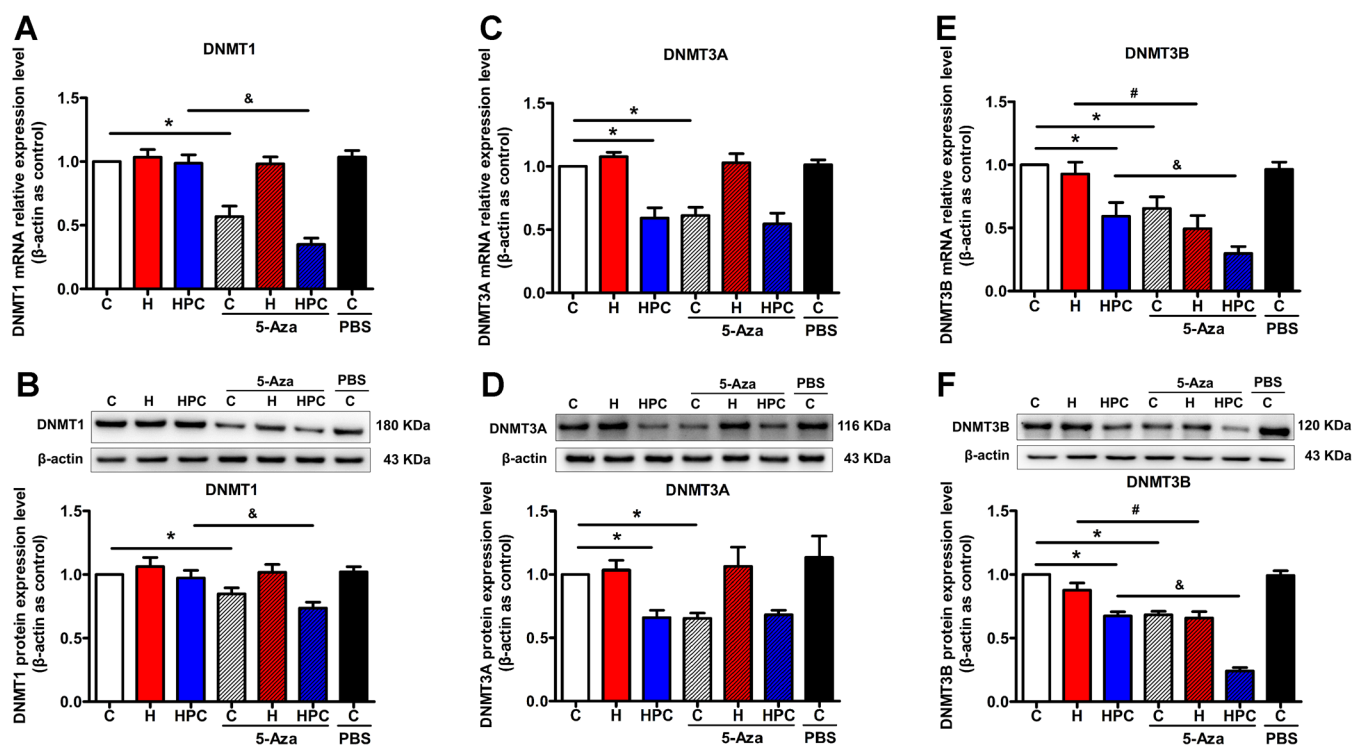 A
DNMT1
DNMT1 mRNA relative expression level
(β-actin as control)
1.5
1.0
0.5
0.0
&
*
C H HPC C H HPC C
5-Aza PBS
C
DNMT3A
DNMT3A mRNA relative expression level
(β-actin as control)
1.5
1.0
0.5
0.0
*
*
C H HPC C H HPC C
5-Aza PBS
E
DNMT3B
DNMT3B mRNA relative expression level
(β-actin as control)
1.5
1.0
0.5
0.0
#
*
*
&
C H HPC C H HPC C
5-Aza PBS
B
5-Aza PBS
C H HPC C H HPC C
DNMT1 180 KDa
β-actin 43 KDa
DNMT1
DNMT1 protein expression level
(β-actin as control)
1.5
1.0
0.5
0.0
&
*
C H HPC C H HPC C
5-Aza PBS
D
5-Aza PBS
C H HPC C H HPC C
DNMT3A 116 KDa
β-actin 43 KDa
DNMT3A
DNMT3A protein expression level
(β-actin as control)
1.5
1.0
0.5
0.0
*
*
C H HPC C H HPC C
5-Aza PBS
F
5-Aza PBS
C H HPC C H HPC C
DNMT3B 120 KDa
β-actin 43 KDa
DNMT3B
DNMT3B protein expression level
(β-actin as control)
1.5
1.0
0.5
0.0
#
*
*
&
C H HPC C H HPC C
5-Aza PBS